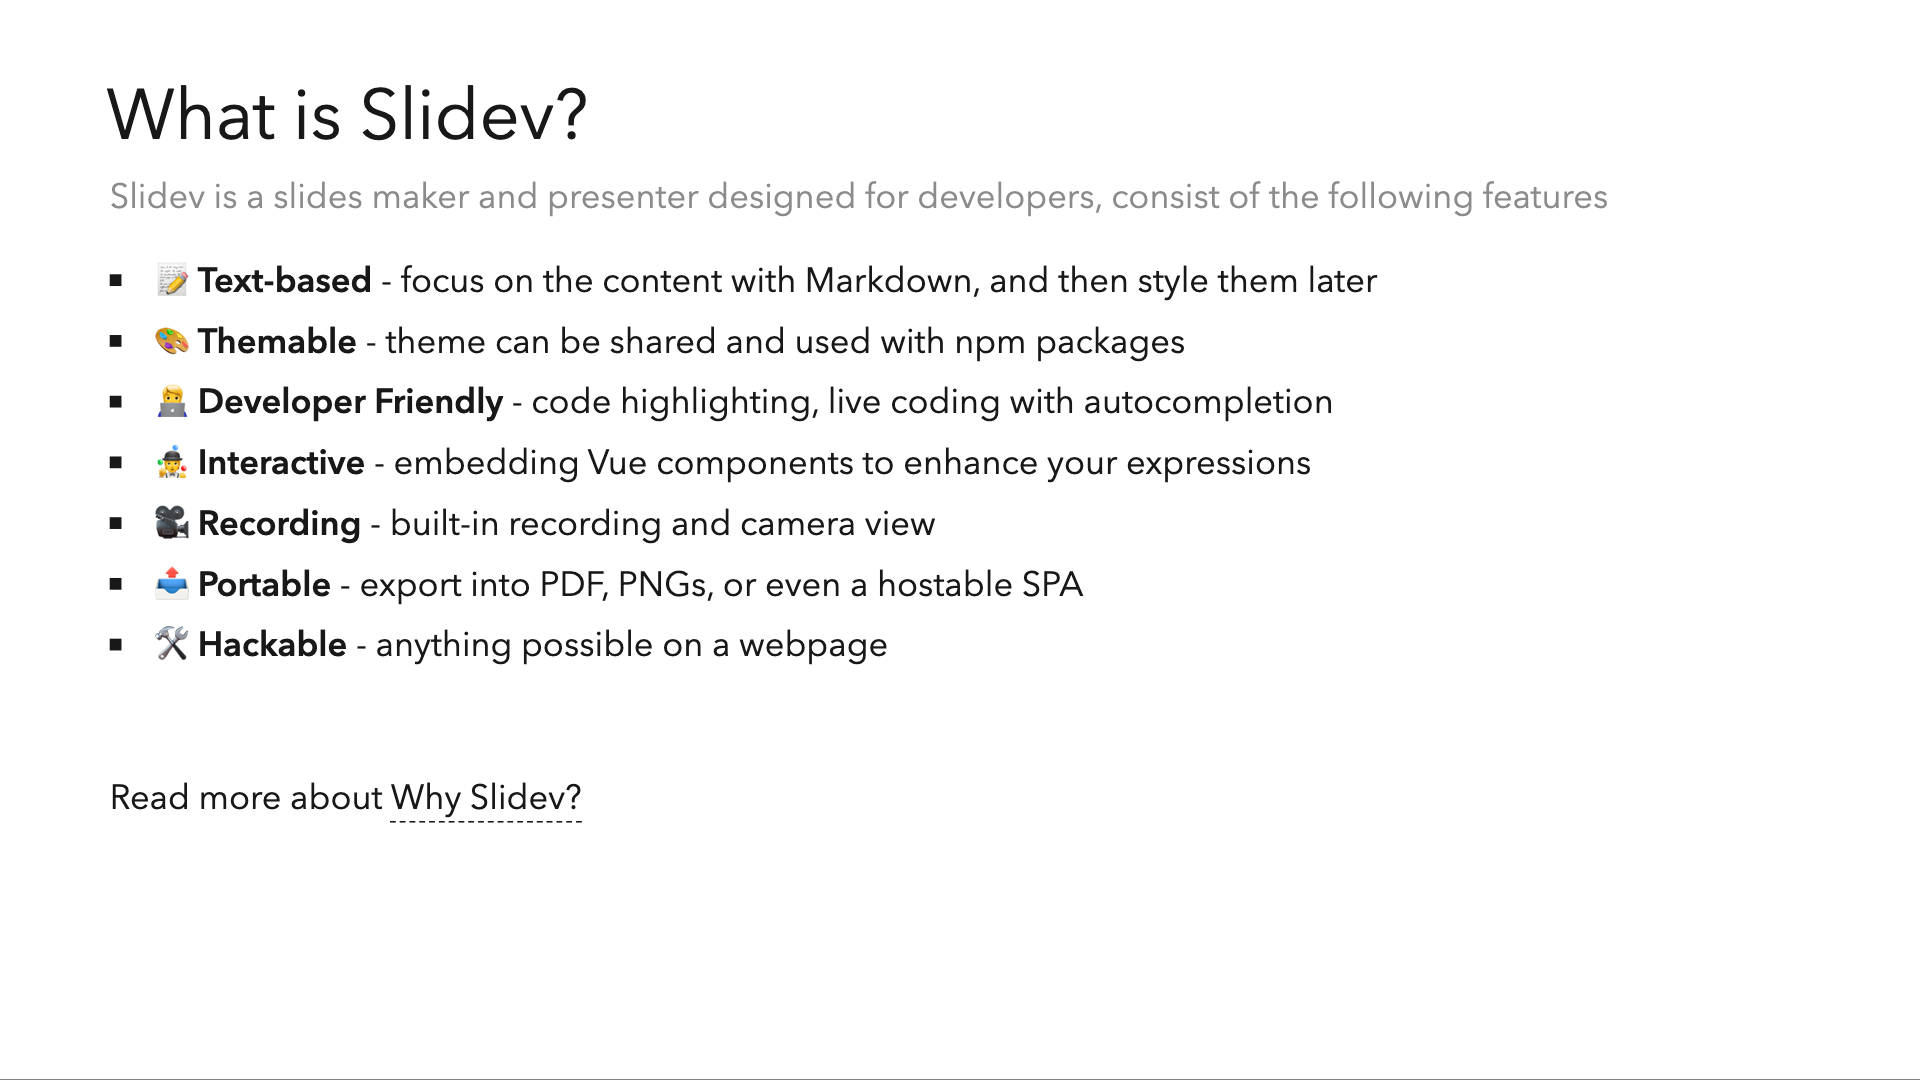 What is Slidev?
Slidev is a slides maker and presenter designed for developers, consist of the following features
▪ 📝 Text-based - focus on the content with Markdown, and then style them later
▪ 🎨 Themable - theme can be shared and used with npm packages
▪ 🧑‍💻 Developer Friendly - code highlighting, live coding with autocompletion
▪ 🤹 Interactive - embedding Vue components to enhance your expressions
▪ 🎥 Recording - built-in recording and camera view
▪ 📤 Portable - export into PDF, PNGs, or even a hostable SPA
▪ 🛠 Hackable - anything possible on a webpage
Read more about Why Slidev?